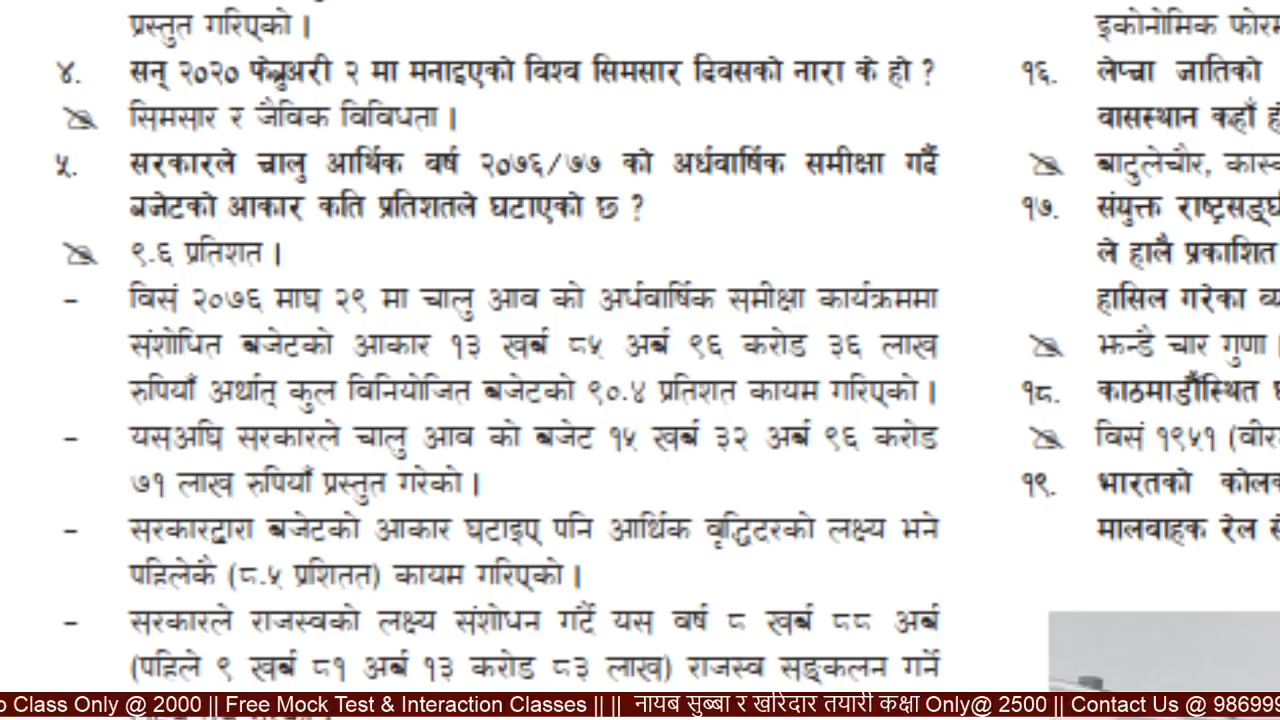 प्रस्तुत गरिएको ।
४. सन् २०२० फेब्रुअरी २ मा मनाइएको विश्व सिमसार दिवसको नारा के हो ?
सिमसार र जैविक विविधता ।
५. सरकारले चालु आर्थिक वर्ष २०७६/७७ को अर्धवार्षिक समीक्षा गर्दै
बजेटको आकार कति प्रतिशतले घटाएको छ ?
९.६ प्रतिशत ।
– विसं २०७६ माघ २९ मा चालु आव को अर्धवार्षिक समीक्षा कार्यक्रममा
संशोधित बजेटको आकार १३ खर्ब ८५ अर्ब ९६ करोड ३६ लाख
रुपियाँ अर्थात् कुल विनियोजित बजेटको ९०.४ प्रतिशत कायम गरिएको ।
– यसअघि सरकारले चालु आव को बजेट १५ खर्ब ३२ अर्ब ९६ करोड
७१ लाख रुपियाँ प्रस्तुत गरेको ।
– सरकारद्वारा बजेटको आकार घटाइए पनि आर्थिक वृद्धिदरको लक्ष्य भने
पहिलेकै (८.५ प्रशितत) कायम गरिएको ।
– सरकारले राजस्वको लक्ष्य संशोधन गर्दै यस वर्ष ८ खर्ब ८८ अर्ब
(पहिले ९ खर्ब ८१ अर्ब १३ करोड ८३ लाख) राजस्व सङ्कलन गर्ने
इकोनोमिक फोरम
१६. लेप्चा जातिको
वासस्थान कहाँ
बाटुलेचौर,
१७. संयुक्त
ले हालै प्रकाशित
हासिल गरेका
झन्डै चार गुणा ।
१८. काठमाडौंस्थित
विसं १९५१
१९. भारतको
मालवाहक रेल
Class Only @ 2000 || Free Mock Test & Interaction Classes || || नायब सुब्बा र खरिदार तयारी कक्षा Only@ 2500 || Contact Us @ 98699